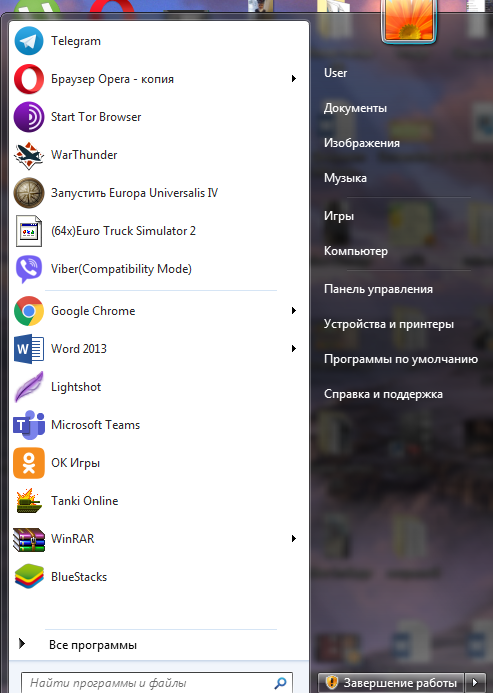 Telegram
Браузер Opera - копия
Start Tor Browser
WarThunder
Запустить Europa Universalis IV
(64x)Euro Truck Simulator 2
Viber(Compatibility Mode)
Google Chrome
Word 2013
Lightshot
Microsoft Teams
ОК Игры
Tanki Online
WinRAR
BlueStacks
Все программы
Найти программы и файлы
User
Документы
Изображения
Музыка
Игры
Компьютер
Панель управления
Устройства и принтеры
Программы по умолчанию
Справка и поддержка
Завершение работы